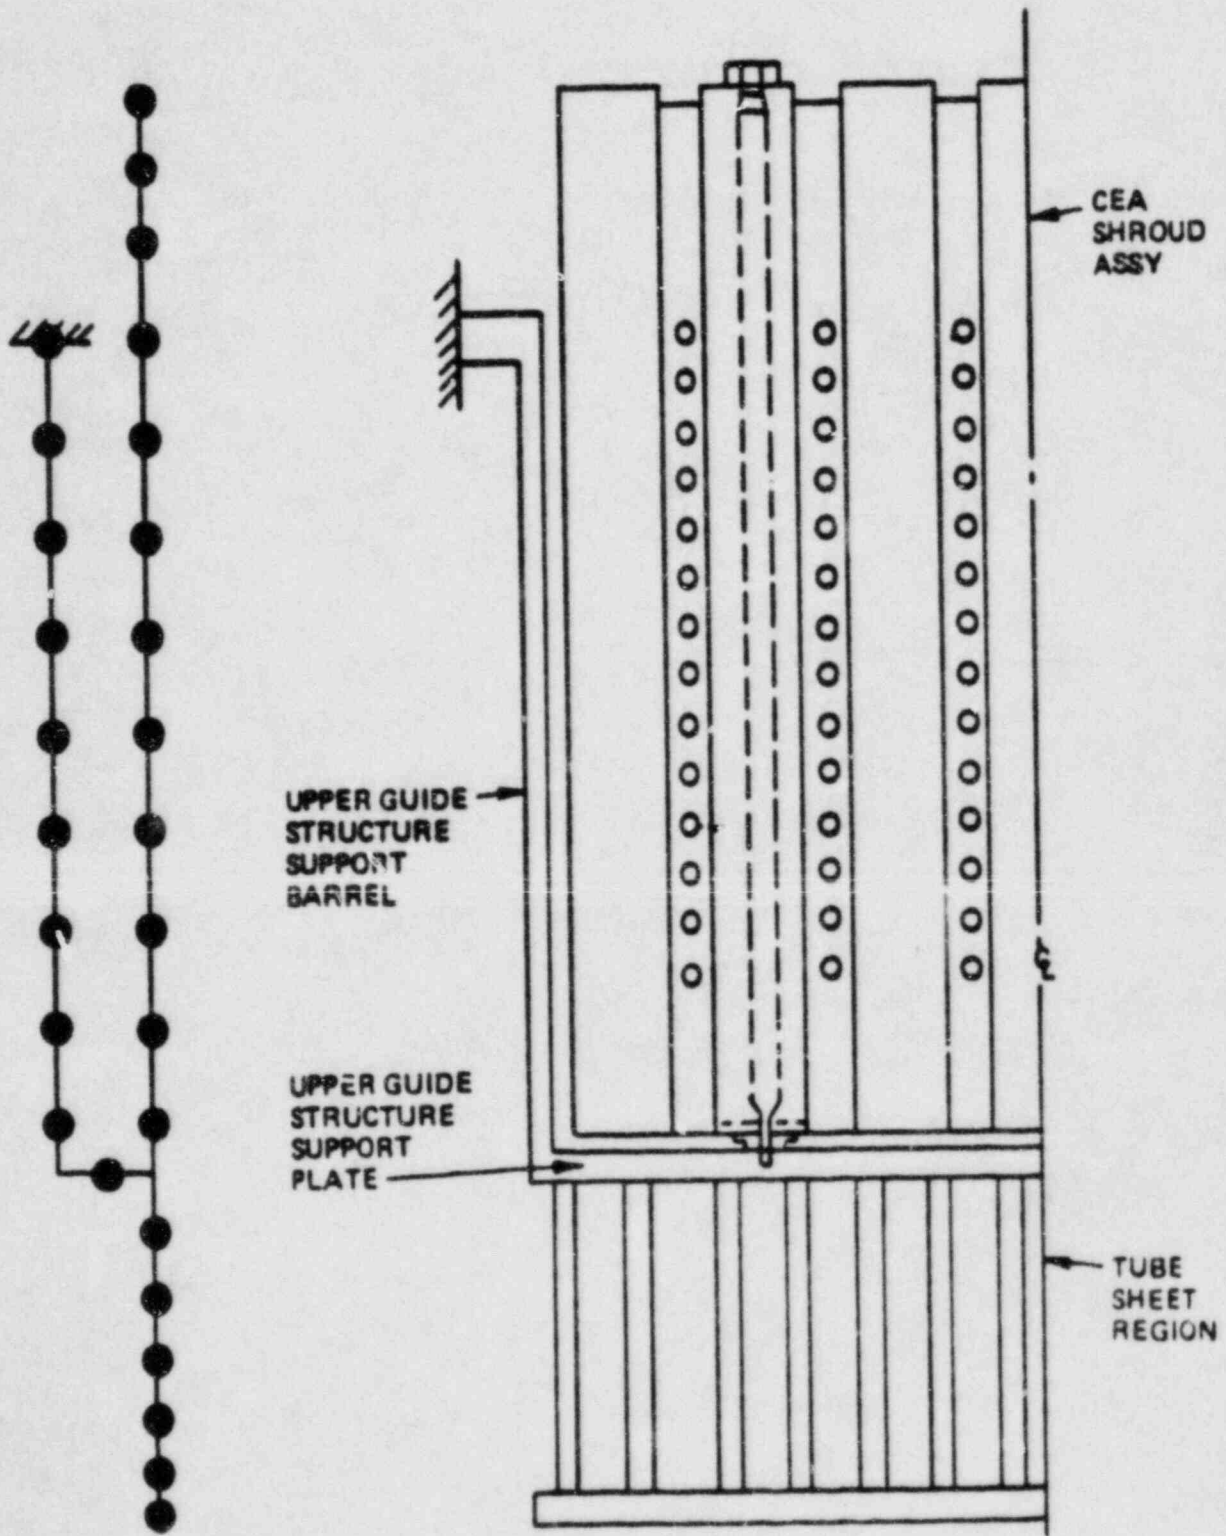 CEA
SHROUD
ASSY
UPPER GUIDE
STRUCTURE
SUPPORT
BARREL
UPPER GUIDE
STRUCTURE
SUPPORT
PLATE
℄
TUBE
SHEET
REGION